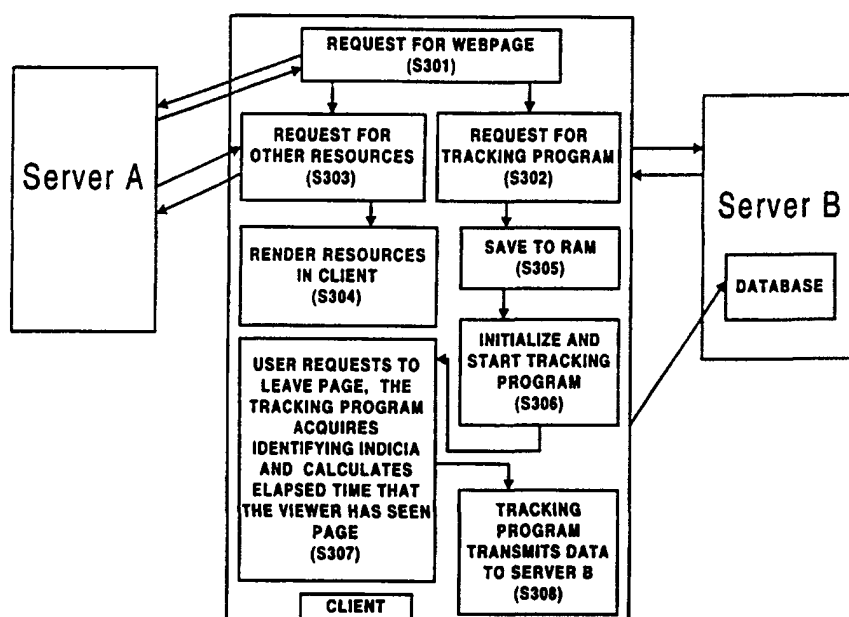 REQUEST FOR WEBPAGE
(S301)
Server A
REQUEST FOR
OTHER RESOURCES
(S303)
REQUEST FOR
TRACKING PROGRAM
(S302)
Server B
DATABASE
RENDER RESOURCES
IN CLIENT
(S304)
SAVE TO RAM
(S305)
INITIALIZE AND
START TRACKING
PROGRAM
(S306)
USER REQUESTS TO
LEAVE PAGE, THE
TRACKING PROGRAM
ACQUIRES
IDENTIFYING INDICIA
AND CALCULATES
ELAPSED TIME THAT
THE VIEWER HAS SEEN
PAGE
(S307)
TRACKING
PROGRAM
TRANSMITS DATA
TO SERVER B
(S308)
CLIENT